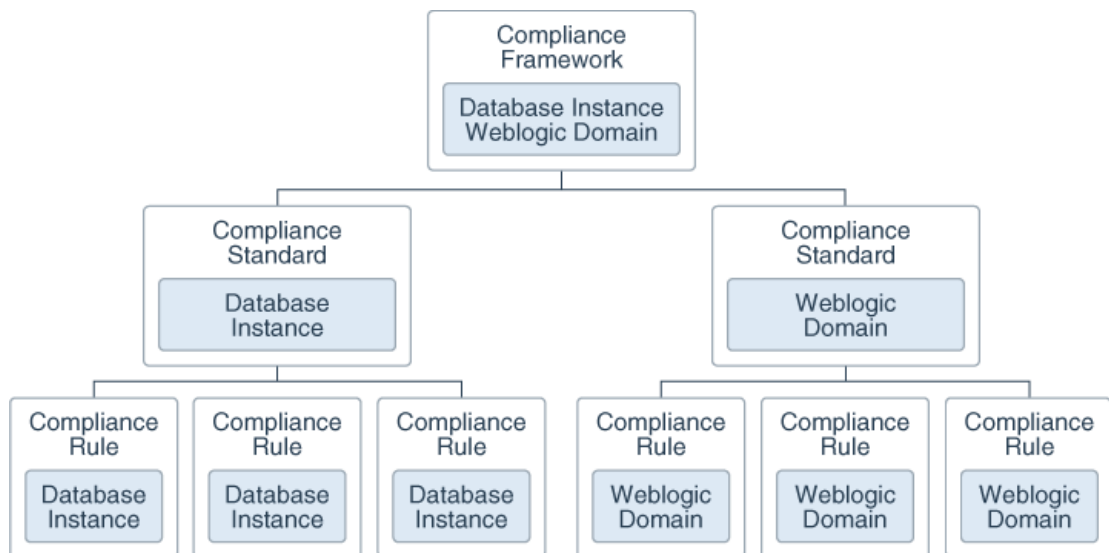 Compliance
Framework
Database Instance
Weblogic Domain
Compliance
Standard
Database
Instance
Compliance
Standard
Weblogic
Domain
Compliance
Rule
Database
Instance
Compliance
Rule
Database
Instance
Compliance
Rule
Database
Instance
Compliance
Rule
Weblogic
Domain
Compliance
Rule
Weblogic
Domain
Compliance
Rule
Weblogic
Domain